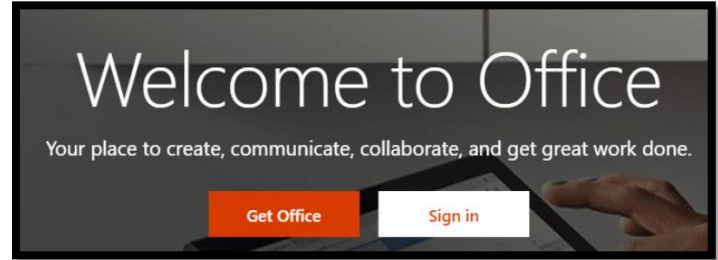 Welcome to Office
Your place to create, communicate, collaborate, and get great work done.
Get Office
Sign in